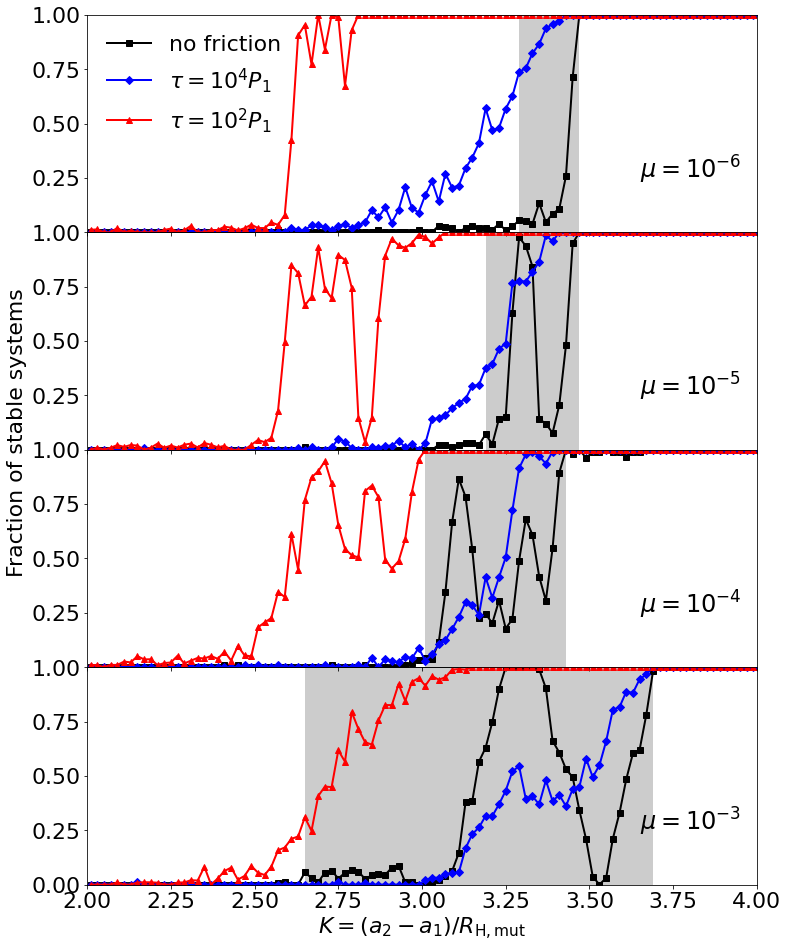 1.00
no friction
τ = 10⁴P₁
τ = 10²P₁
0.75
0.50
0.25
μ = 10⁻⁶
1.00
0.75
0.50
0.25
μ = 10⁻⁵
Fraction of stable systems
1.00
0.75
0.50
0.25
μ = 10⁻⁴
1.00
0.75
0.50
0.25
μ = 10⁻³
0.00
2.00 2.25 2.50 2.75 3.00 3.25 3.50 3.75 4.00
K = (a₂ − a₁)/R_H,mut